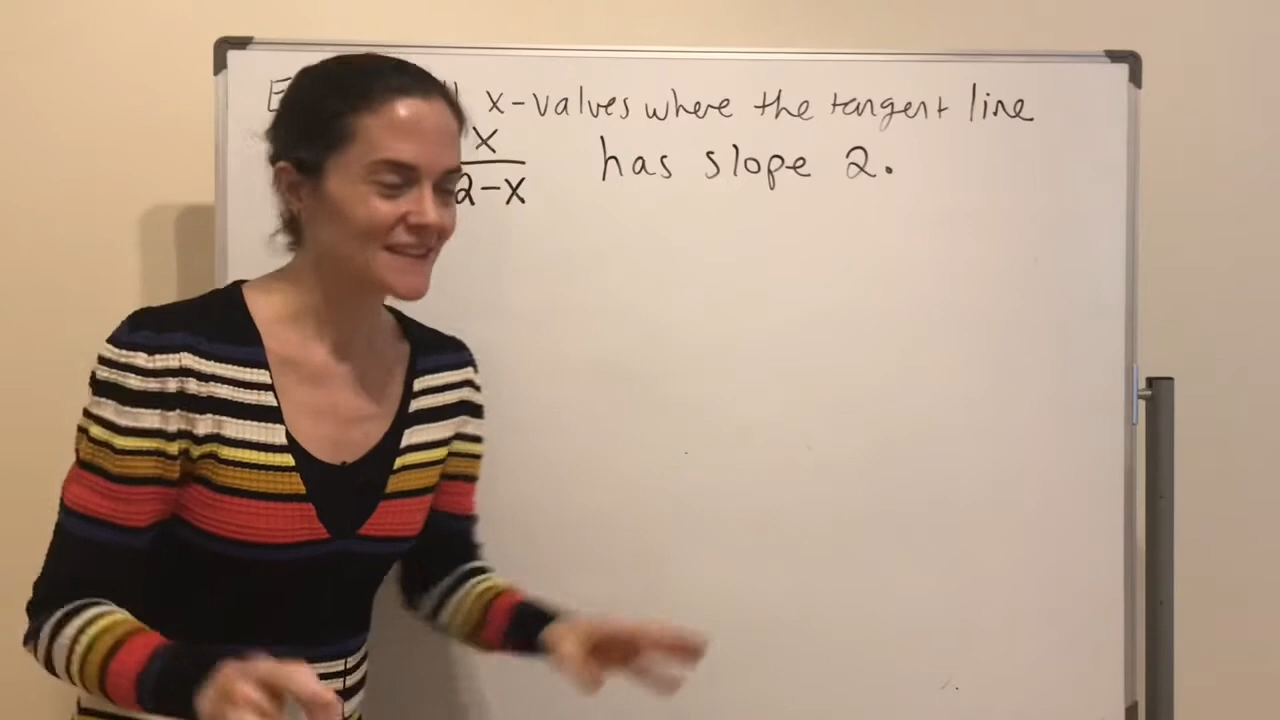 x-values where the tangent line
x has slope 2.
2-x